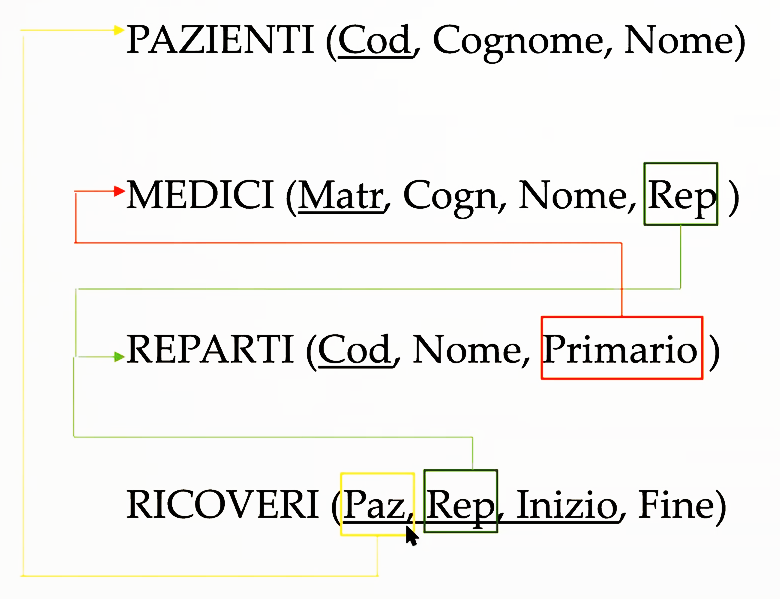 PAZIENTI (Cod, Cognome, Nome)
MEDICI (Matr, Cogn, Nome, Rep )
REPARTI (Cod, Nome, Primario )
RICOVERI (Paz, Rep, Inizio, Fine)